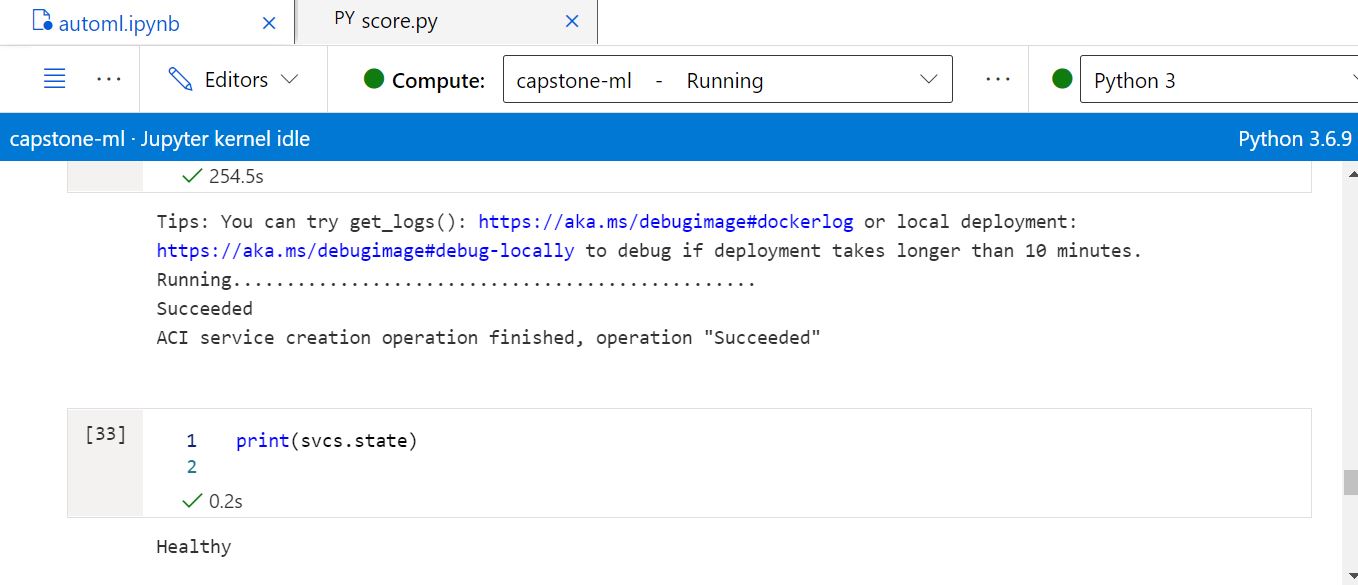 automl.ipynb
PY score.py
Editors
Compute:
capstone-ml - Running
Python 3
capstone-ml · Jupyter kernel idle
Python 3.6.9
254.5s
Tips: You can try get_logs(): https://aka.ms/debugimage#dockerlog or local deployment:
https://aka.ms/debugimage#debug-locally to debug if deployment takes longer than 10 minutes.
Running.................................................
Succeeded
ACI service creation operation finished, operation "Succeeded"
[33]
1 print(svcs.state)
2
0.2s
Healthy